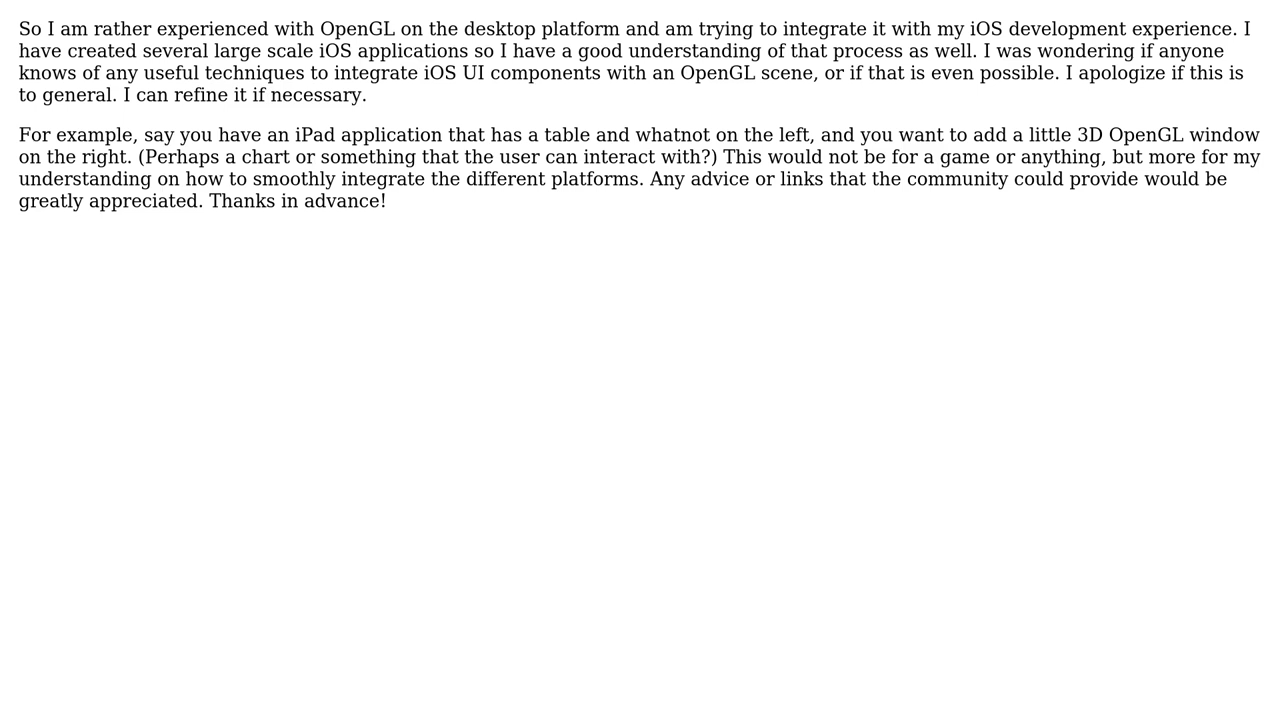 So I am rather experienced with OpenGL on the desktop platform and am trying to integrate it with my iOS development experience. I
have created several large scale iOS applications so I have a good understanding of that process as well. I was wondering if anyone
knows of any useful techniques to integrate iOS UI components with an OpenGL scene, or if that is even possible. I apologize if this is
to general. I can refine it if necessary.
For example, say you have an iPad application that has a table and whatnot on the left, and you want to add a little 3D OpenGL window
on the right. (Perhaps a chart or something that the user can interact with?) This would not be for a game or anything, but more for my
understanding on how to smoothly integrate the different platforms. Any advice or links that the community could provide would be
greatly appreciated. Thanks in advance!